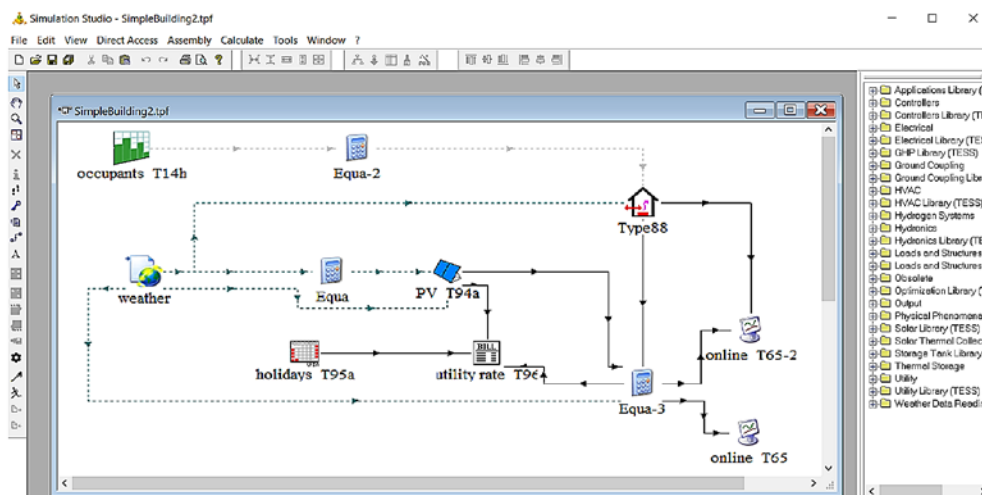 Simulation Studio - SimpleBuilding2.tpf
File Edit View Direct Access Assembly Calculate Tools Window ?
SimpleBuilding2.tpf
occupants T14h
Equa-2
Type88
weather
Equa
PV T94a
BILL
holidays T95a
utility rate T96
Equa-3
online T65-2
online T65
Applications Library (
Controllers
Controllers Library (TE
Electrical
Electrical Library (TES
GHP Library (TESS)
Ground Coupling
Ground Coupling Libr
HVAC
HVAC Library (TESS)
Hydrogen Systems
Hydronics
Hydronics Library (TE
Loads and Structures
Loads and Structures
Obsolete
Optimization Library (
Output
Physical Phenomena
Solar Library (TESS)
Solar Thermal Collec
Storage Tank Library
Thermal Storage
Utility
Utility Library (TESS)
Weather Data Readi